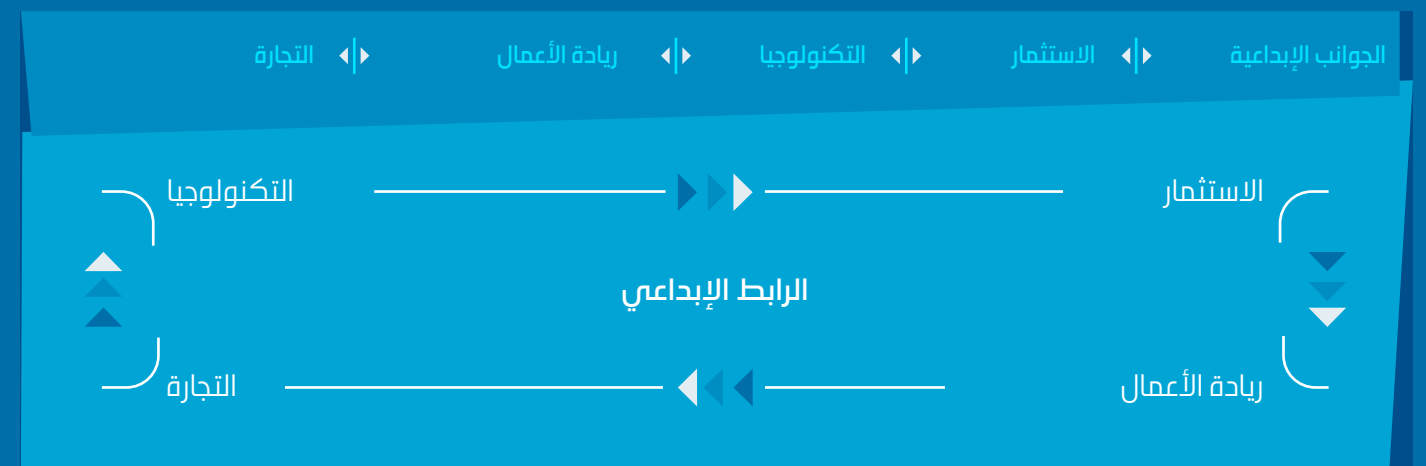 الجوانب الإبداعية الاستثمار التكنولوجيا ريادة الأعمال التجارة
الاستثمار التكنولوجيا
الرابط الإبداعي
ريادة الأعمال التجارة